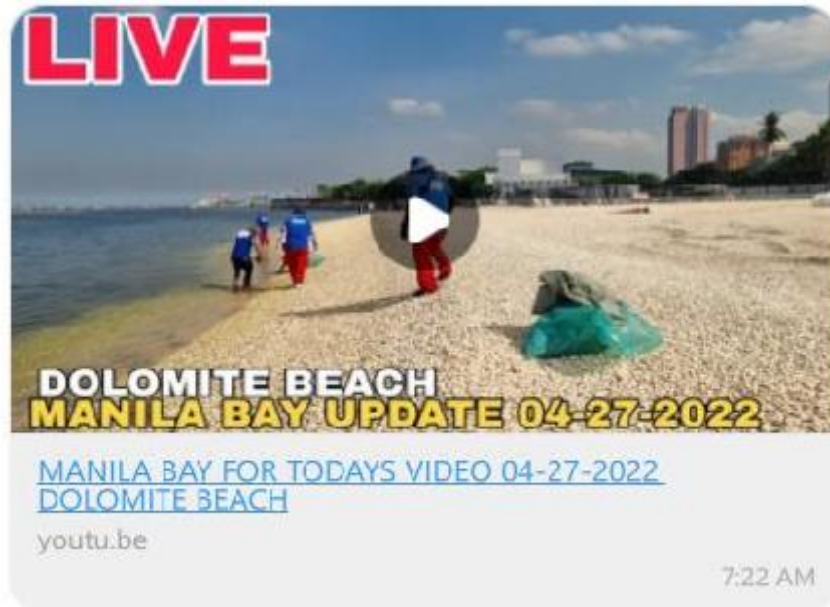 LIVE
DOLOMITE BEACH
MANILA BAY UPDATE 04-27-2022
MANILA BAY FOR TODAYS VIDEO 04-27-2022
DOLOMITE BEACH
youtu.be
7:22 AM